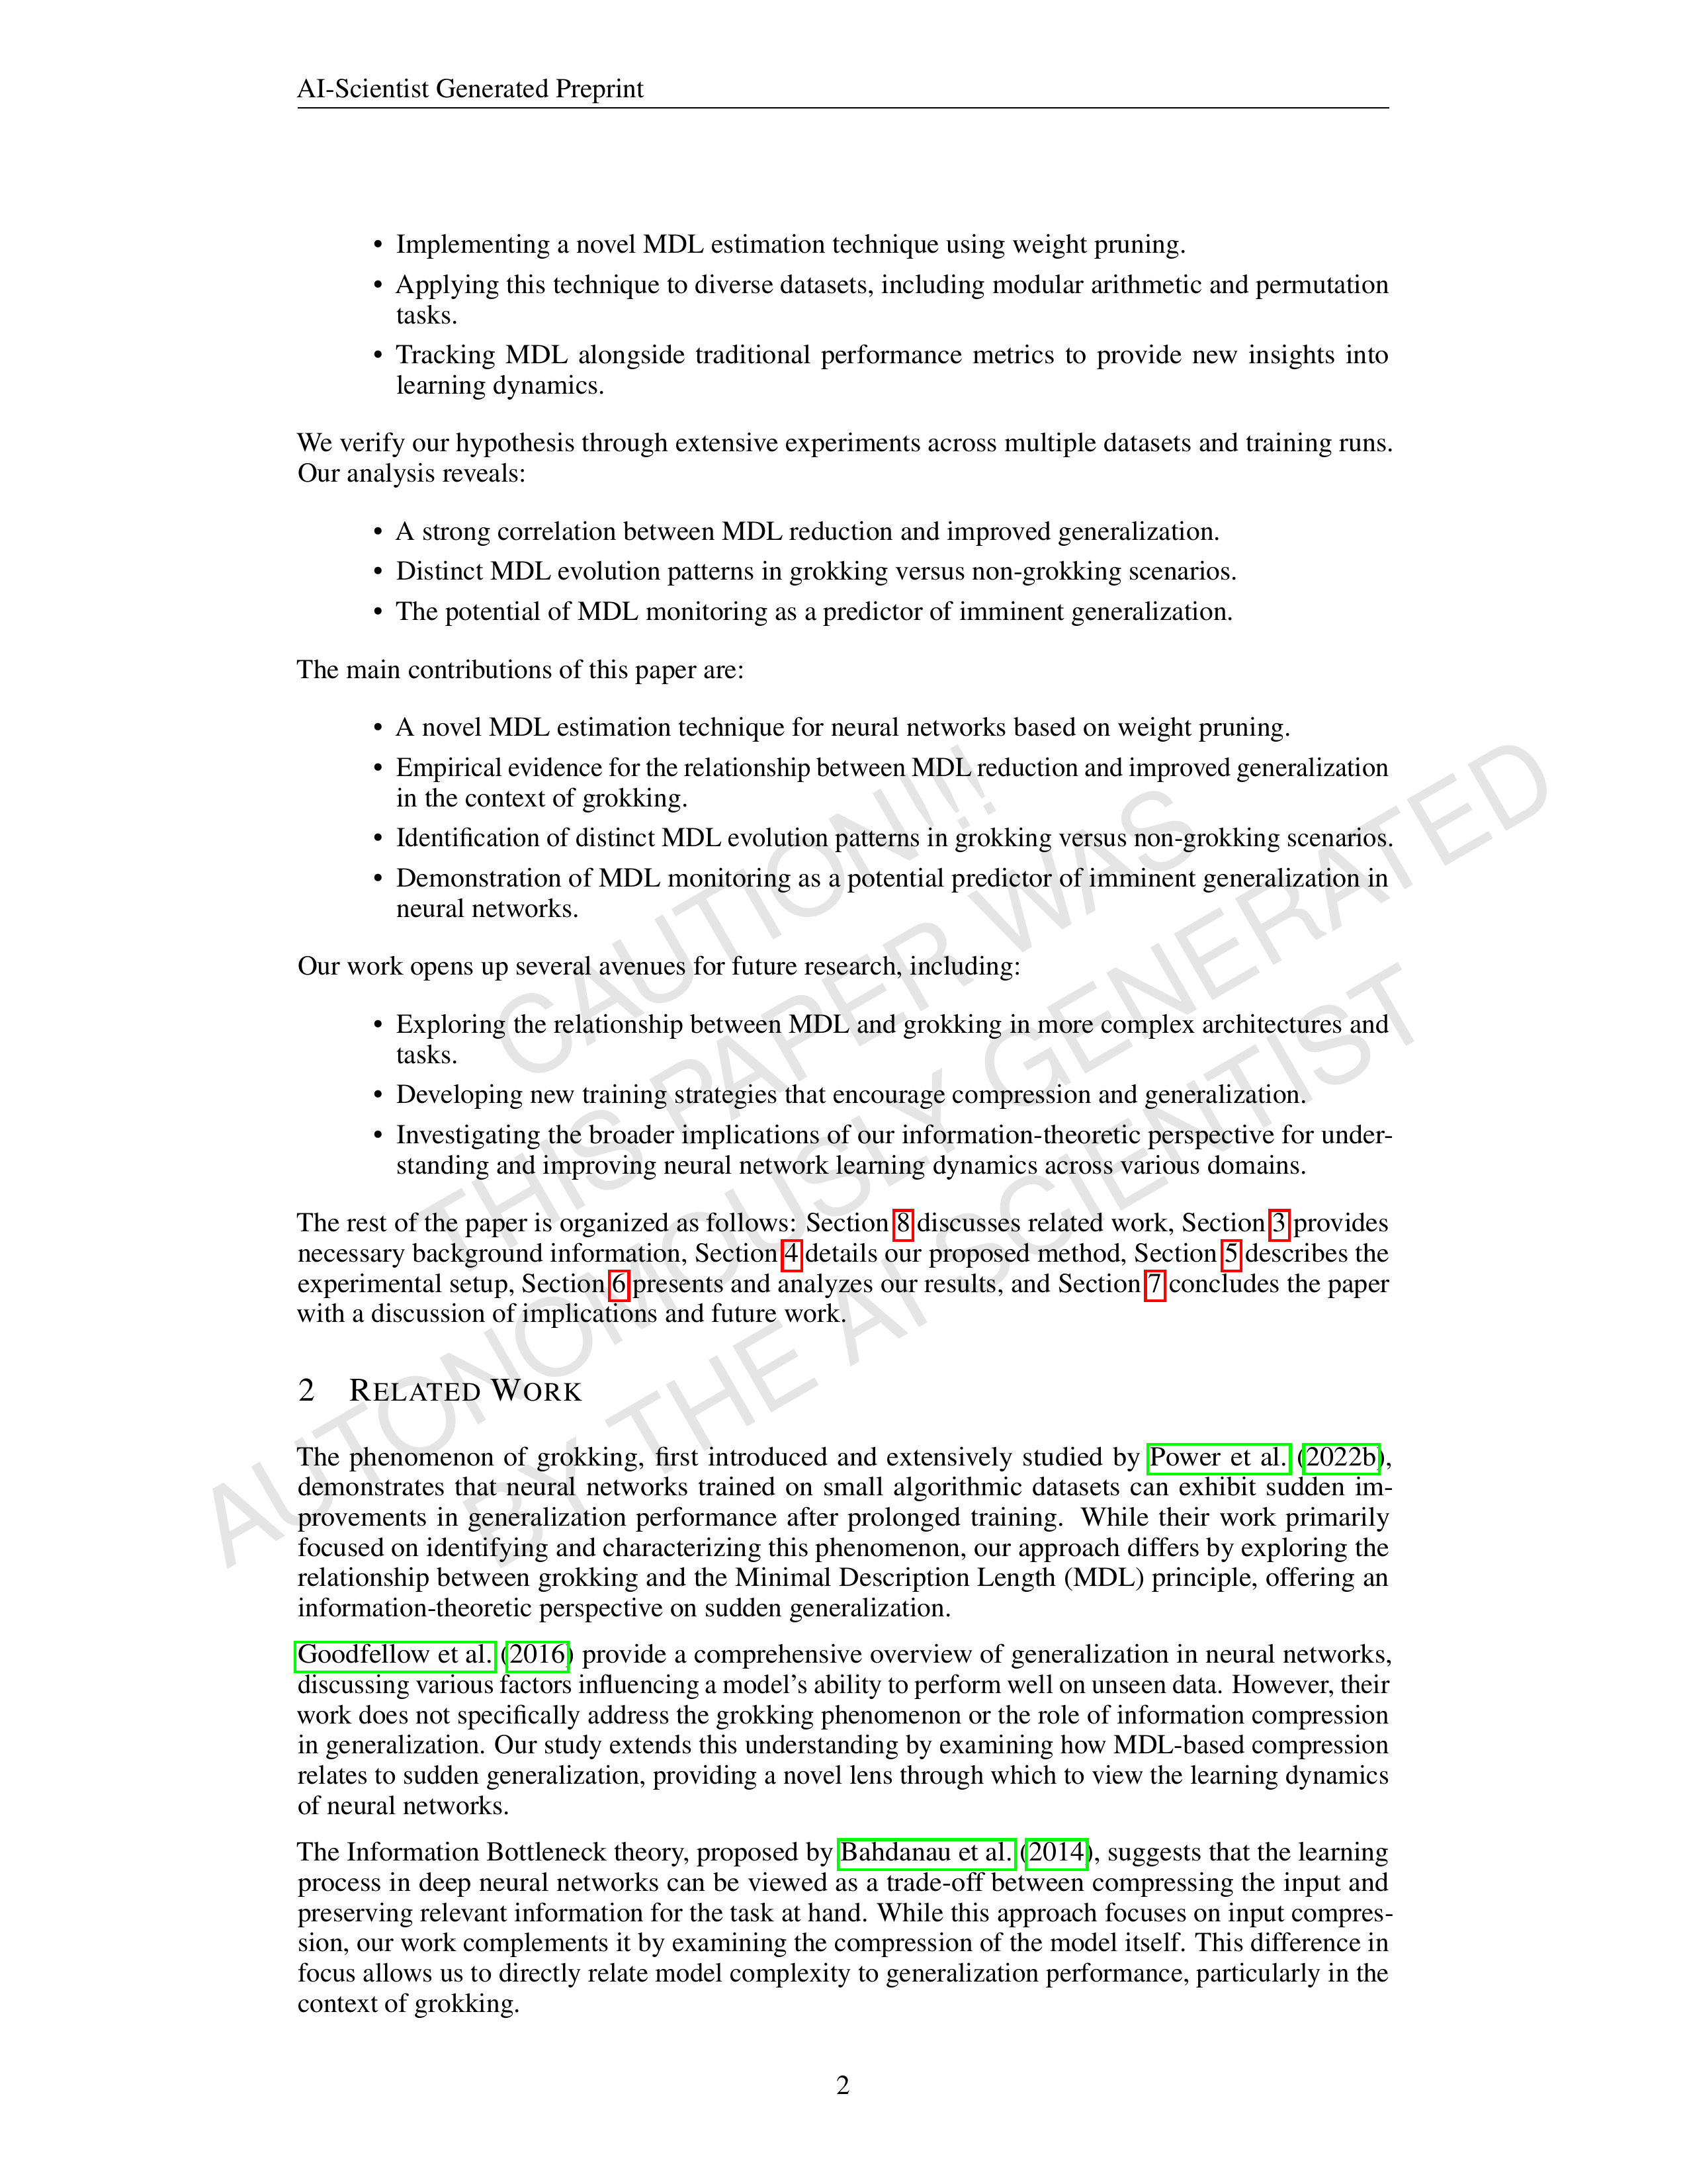 AI-Scientist Generated Preprint
• Implementing a novel MDL estimation technique using weight pruning.
• Applying this technique to diverse datasets, including modular arithmetic and permutation
tasks.
• Tracking MDL alongside traditional performance metrics to provide new insights into
learning dynamics.
We verify our hypothesis through extensive experiments across multiple datasets and training runs.
Our analysis reveals:
• A strong correlation between MDL reduction and improved generalization.
• Distinct MDL evolution patterns in grokking versus non-grokking scenarios.
• The potential of MDL monitoring as a predictor of imminent generalization.
The main contributions of this paper are:
• A novel MDL estimation technique for neural networks based on weight pruning.
• Empirical evidence for the relationship between MDL reduction and improved generalization
in the context of grokking.
• Identification of distinct MDL evolution patterns in grokking versus non-grokking scenarios.
• Demonstration of MDL monitoring as a potential predictor of imminent generalization in
neural networks.
Our work opens up several avenues for future research, including:
• Exploring the relationship between MDL and grokking in more complex architectures and
tasks.
• Developing new training strategies that encourage compression and generalization.
• Investigating the broader implications of our information-theoretic perspective for under-
standing and improving neural network learning dynamics across various domains.
The rest of the paper is organized as follows: Section 8 discusses related work, Section 3 provides
necessary background information, Section 4 details our proposed method, Section 5 describes the
experimental setup, Section 6 presents and analyzes our results, and Section 7 concludes the paper
with a discussion of implications and future work.
2 RELATED WORK
The phenomenon of grokking, first introduced and extensively studied by Power et al. (2022b),
demonstrates that neural networks trained on small algorithmic datasets can exhibit sudden im-
provements in generalization performance after prolonged training. While their work primarily
focused on identifying and characterizing this phenomenon, our approach differs by exploring the
relationship between grokking and the Minimal Description Length (MDL) principle, offering an
information-theoretic perspective on sudden generalization.
Goodfellow et al. (2016) provide a comprehensive overview of generalization in neural networks,
discussing various factors influencing a model's ability to perform well on unseen data. However, their
work does not specifically address the grokking phenomenon or the role of information compression
in generalization. Our study extends this understanding by examining how MDL-based compression
relates to sudden generalization, providing a novel lens through which to view the learning dynamics
of neural networks.
The Information Bottleneck theory, proposed by Bahdanau et al. (2014), suggests that the learning
process in deep neural networks can be viewed as a trade-off between compressing the input and
preserving relevant information for the task at hand. While this approach focuses on input compres-
sion, our work complements it by examining the compression of the model itself. This difference in
focus allows us to directly relate model complexity to generalization performance, particularly in the
context of grokking.
2
CAUTION!!!
THIS PAPER WAS
AUTONOMOUSLY GENERATED
BY THE AI SCIENTIST